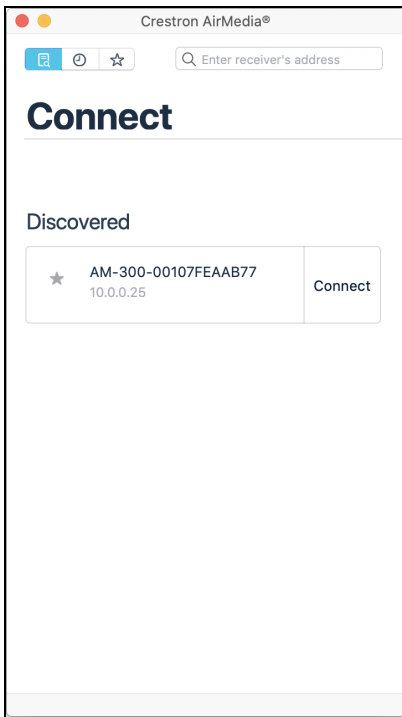 Crestron AirMedia®
Enter receiver's address
Connect
Discovered
AM-300-00107FEAAB77
10.0.0.25
Connect